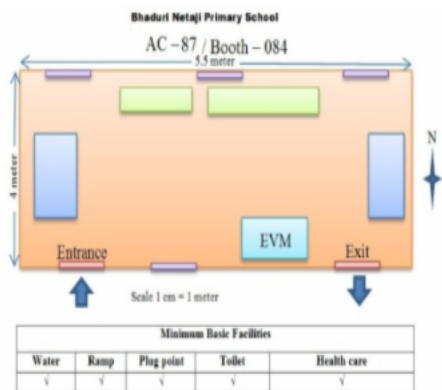 Bhaduri Netaji Primary School
AC – 87 / Booth – 084
5.5 meter
N
4 meter
EVM
Entrance
Exit
Scale 1 cm = 1 meter
Minimum Basic Facilities
Water Ramp Plug point Toilet Health care
√ √ √ √ √